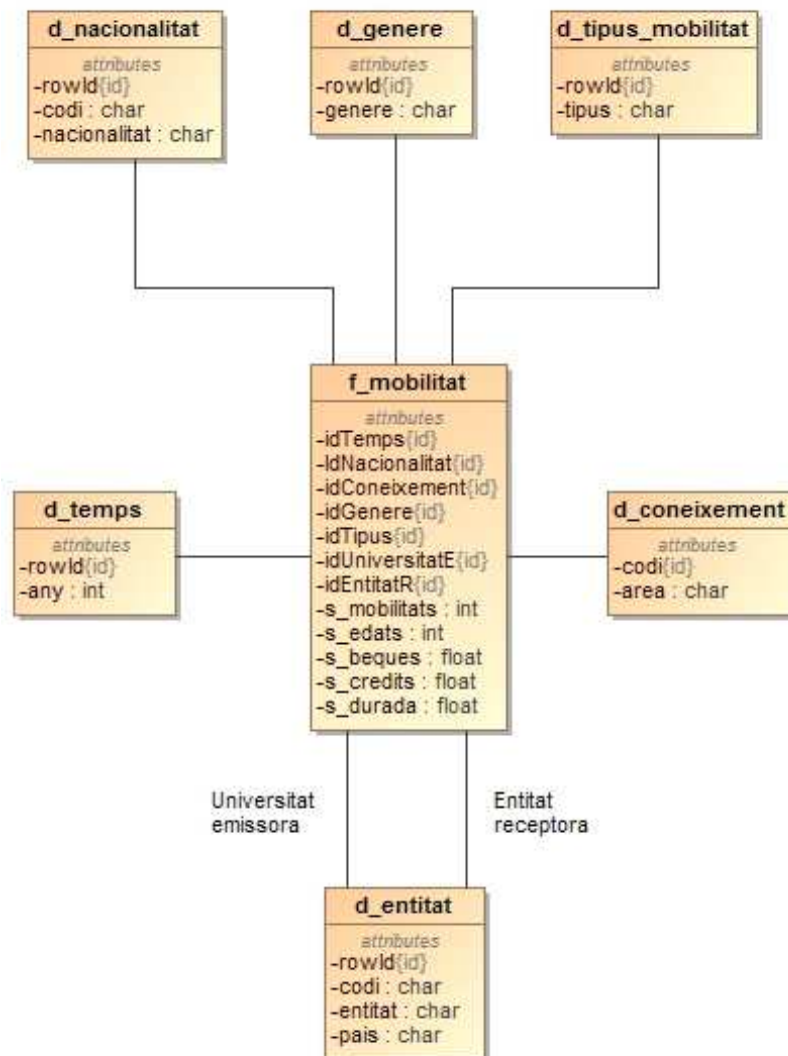 d_nacionalitat
attributes
-rowId{id}
-codi : char
-nacionalitat : char
d_genere
attributes
-rowId{id}
-genere : char
d_tipus_mobilitat
attributes
-rowId{id}
-tipus : char
f_mobilitat
attributes
-idTemps{id}
-IdNacionalitat{id}
-idConeixement{id}
-idGenere{id}
-idTipus{id}
-idUniversitatE{id}
-idEntitatR{id}
-s_mobilitats : int
-s_edats : int
-s_beques : float
-s_credits : float
-s_durada : float
d_temps
attributes
-rowId{id}
-any : int
d_coneixement
attributes
-codi{id}
-area : char
Universitat
emissora
Entitat
receptora
d_entitat
attributes
-rowId{id}
-codi : char
-entitat : char
-pais : char